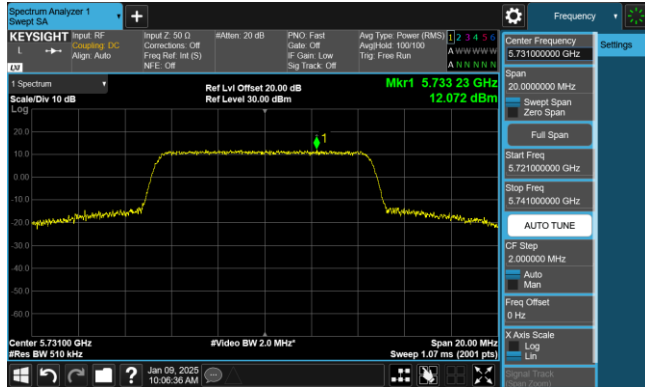 Spectrum Analyzer 1
Swept SA
Frequency
KEYSIGHT
L
LXI
Input: RF
Coupling: DC
Align: Auto
Input Z: 50 Ω
Corrections: Off
Freq Ref: Int (S)
NFE: Off
#Atten: 20 dB
PNO: Fast
Gate: Off
IF Gain: Low
Sig Track: Off
Avg Type: Power (RMS)
Avg|Hold: 100/100
Trig: Free Run
1 2 3 4 5 6
A W W W W W
A N N N N N
1 Spectrum
Scale/Div 10 dB
Log
Ref Lvl Offset 20.00 dB
Ref Level 30.00 dBm
Mkr1 5.733 23 GHz
12.072 dBm
1
20.0
10.0
0.00
-10.0
-20.0
-30.0
-40.0
-50.0
-60.0
Center 5.73100 GHz
#Res BW 510 kHz
#Video BW 2.0 MHz*
Span 20.00 MHz
Sweep 1.07 ms (2001 pts)
Center Frequency
5.731000000 GHz
Settings
Span
20.0000000 MHz
Swept Span
Zero Span
Full Span
Start Freq
5.721000000 GHz
Stop Freq
5.741000000 GHz
AUTO TUNE
CF Step
2.000000 MHz
Auto
Man
Freq Offset
0 Hz
X Axis Scale
Log
Lin
Signal Track
(Span Zoom)
?
Jan 09, 2025
10:06:36 AM